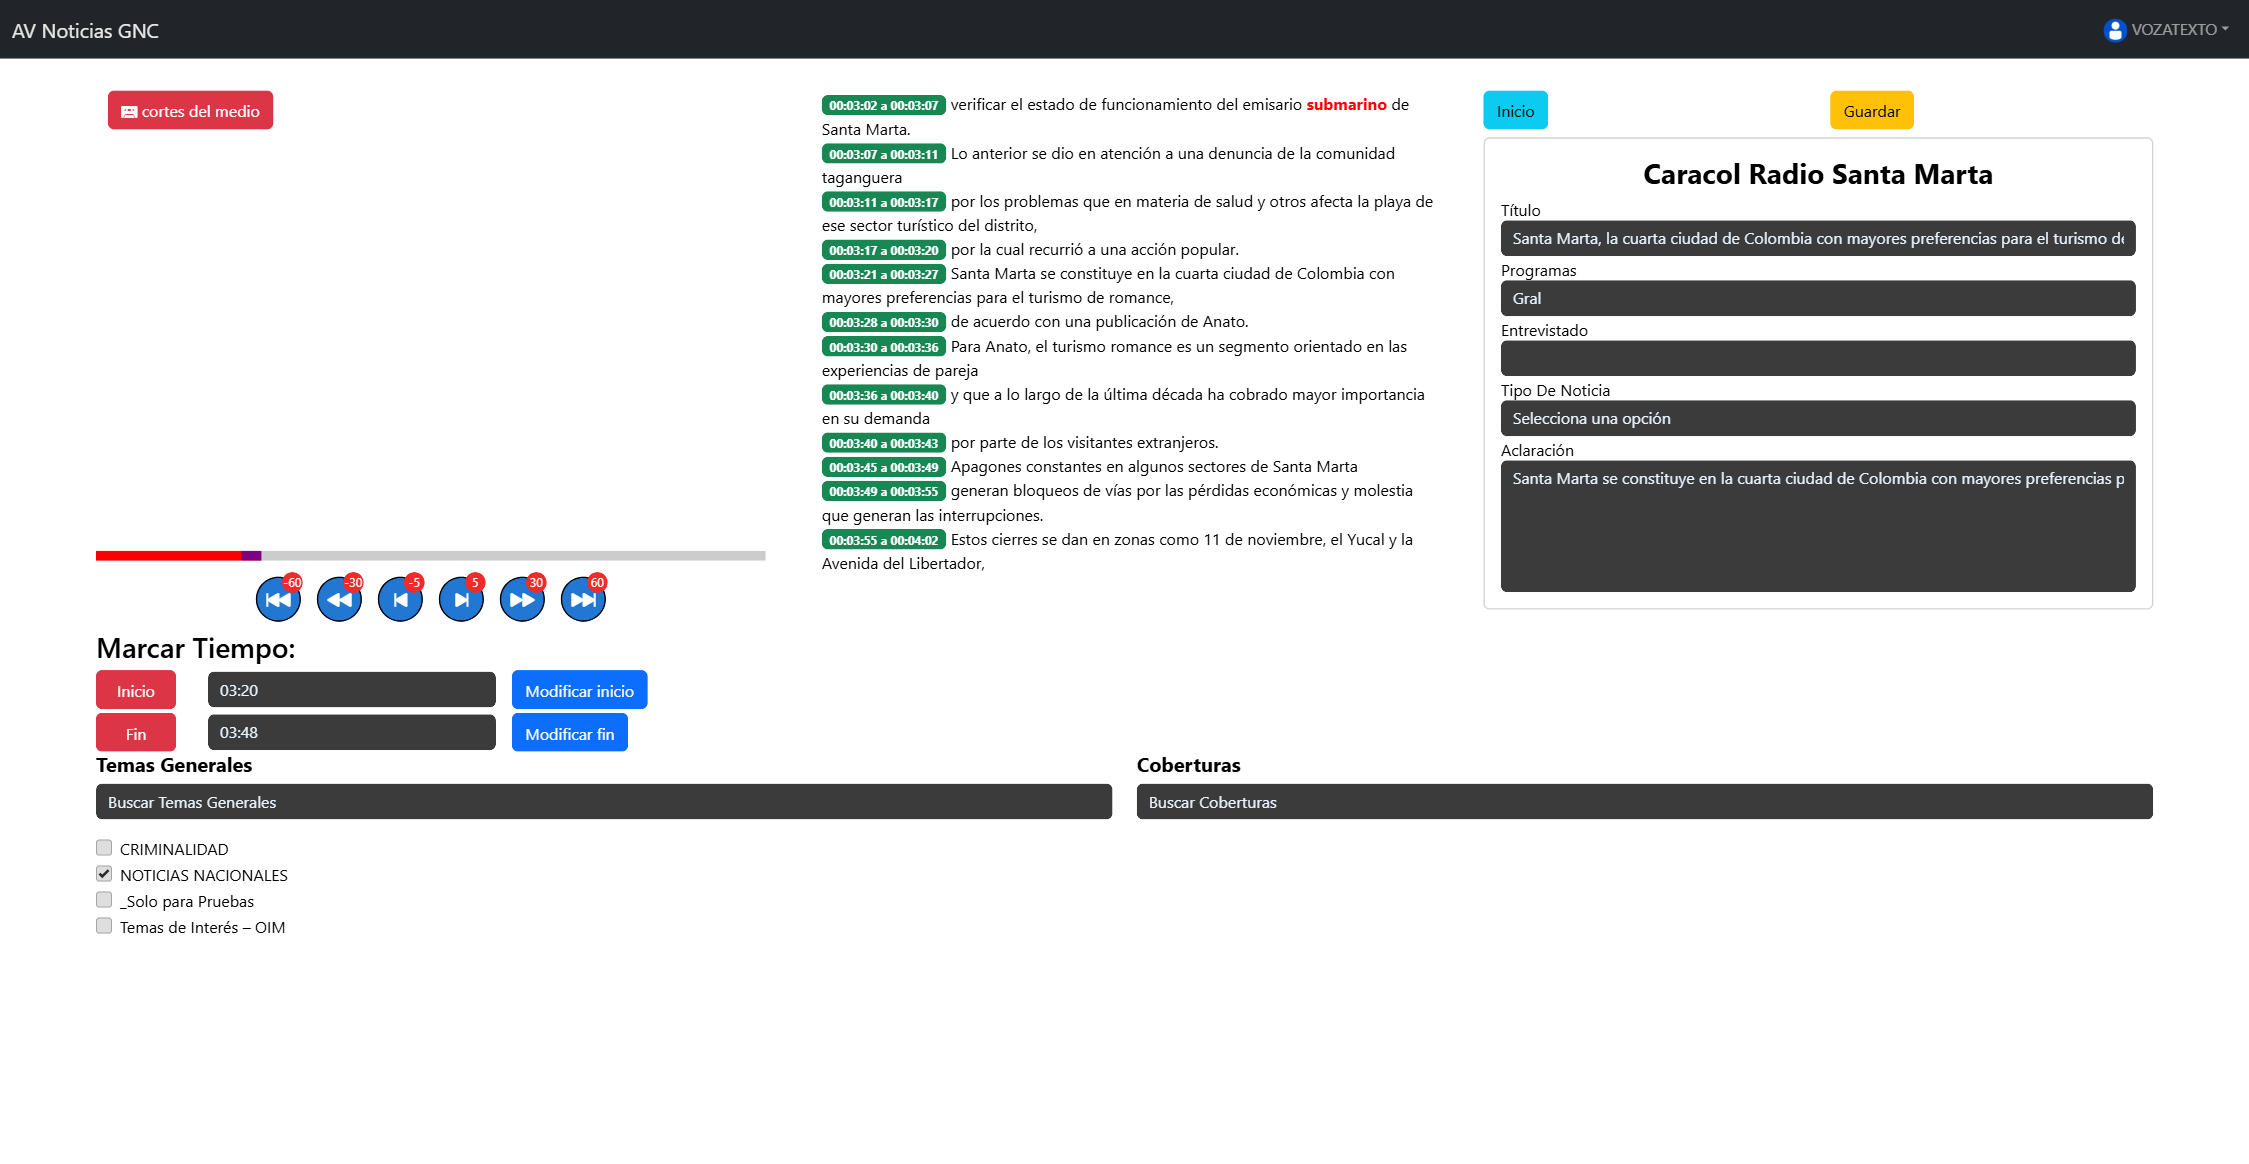 AV Noticias GNC
VOZATEXTO
cortes del medio
-60
-30
-5
5
30
60
Marcar Tiempo:
Inicio
03:20
Modificar inicio
Fin
03:48
Modificar fin
00:03:02 a 00:03:07 verificar el estado de funcionamiento del emisario submarino de
Santa Marta.
00:03:07 a 00:03:11 Lo anterior se dio en atención a una denuncia de la comunidad
taganguera
00:03:11 a 00:03:17 por los problemas que en materia de salud y otros afecta la playa de
ese sector turístico del distrito,
00:03:17 a 00:03:20 por la cual recurrió a una acción popular.
00:03:21 a 00:03:27 Santa Marta se constituye en la cuarta ciudad de Colombia con
mayores preferencias para el turismo de romance,
00:03:28 a 00:03:30 de acuerdo con una publicación de Anato.
00:03:30 a 00:03:36 Para Anato, el turismo romance es un segmento orientado en las
experiencias de pareja
00:03:36 a 00:03:40 y que a lo largo de la última década ha cobrado mayor importancia
en su demanda
00:03:40 a 00:03:43 por parte de los visitantes extranjeros.
00:03:45 a 00:03:49 Apagones constantes en algunos sectores de Santa Marta
00:03:49 a 00:03:55 generan bloqueos de vías por las pérdidas económicas y molestia
que generan las interrupciones.
00:03:55 a 00:04:02 Estos cierres se dan en zonas como 11 de noviembre, el Yucal y la
Avenida del Libertador,
Inicio
Guardar
Caracol Radio Santa Marta
Título
Santa Marta, la cuarta ciudad de Colombia con mayores preferencias para el turismo de
Programas
Gral
Entrevistado
Tipo De Noticia
Selecciona una opción
Aclaración
Santa Marta se constituye en la cuarta ciudad de Colombia con mayores preferencias p
Temas Generales
Buscar Temas Generales
CRIMINALIDAD
NOTICIAS NACIONALES
_Solo para Pruebas
Temas de Interés – OIM
Coberturas
Buscar Coberturas